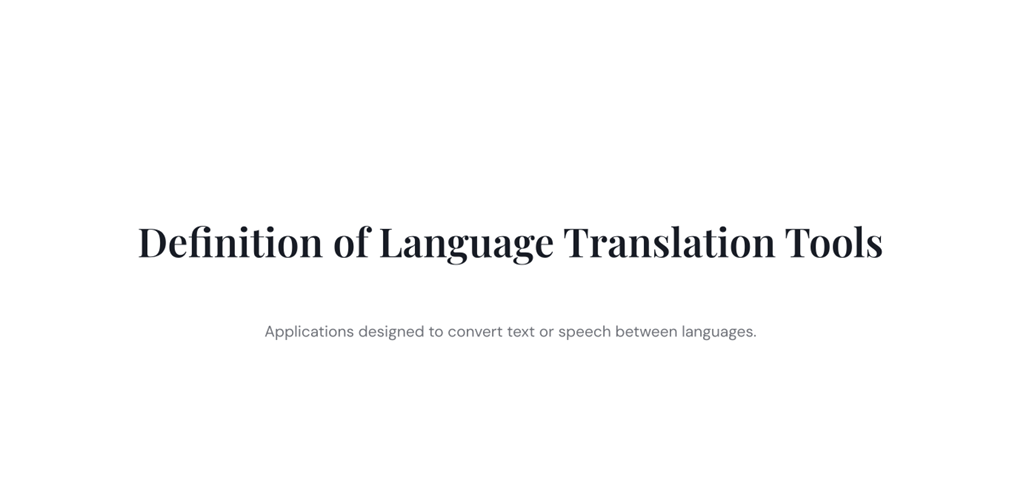 Definition of Language Translation Tools
Applications designed to convert text or speech between languages.